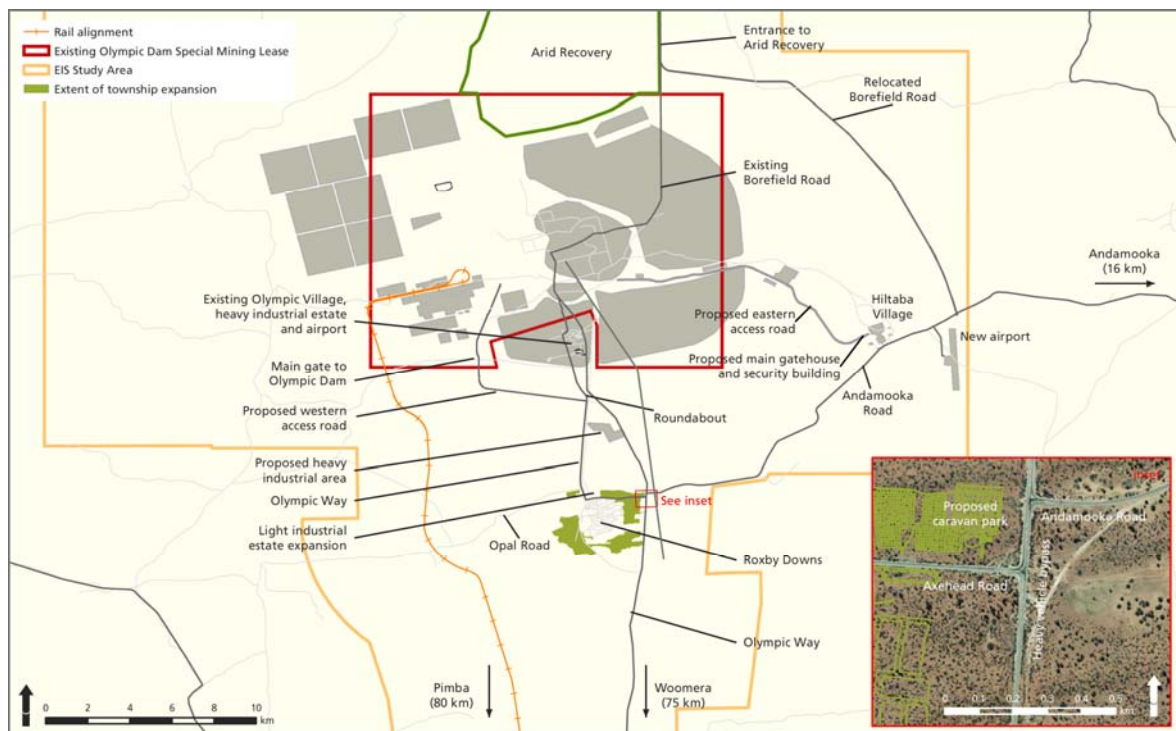 Rail alignment
Existing Olympic Dam Special Mining Lease
EIS Study Area
Extent of township expansion
Arid Recovery
Entrance to
Arid Recovery
Relocated
Borefield Road
Existing
Borefield Road
Andamooka
(16 km)
Existing Olympic Village,
heavy industrial estate
and airport
Proposed eastern
access road
Hiltaba
Village
New airport
Main gate to
Olympic Dam
Proposed main gatehouse
and security building
Proposed western
access road
Roundabout
Andamooka
Road
Proposed heavy
industrial area
Olympic Way
See inset
Light industrial
estate expansion
Opal Road
Roxby Downs
Olympic Way
Pimba
(80 km)
Woomera
(75 km)
0 2 4 6 8 10
km
inset
Proposed
caravan park
Andamooka Road
Axehead Road
Heavy vehicle bypass
0 0.1 0.2 0.3 0.4 0.5
km